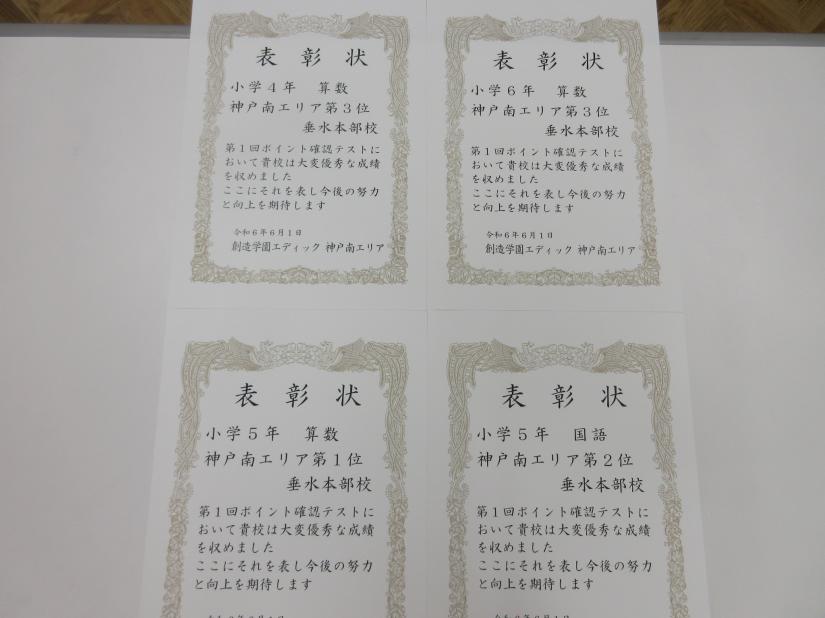 表彰状
小学4年 算数
神戸南エリア第3位
垂水本部校
第1回ポイント確認テストに
おいて貴校は大変優秀な成績
を収めました
ここにそれを表し今後の努力
と向上を期待します
令和6年6月1日
創造学園エディック 神戸南エリア
表彰状
小学6年 算数
神戸南エリア第3位
垂水本部校
第1回ポイント確認テストに
おいて貴校は大変優秀な成績
を収めました
ここにそれを表し今後の努力
と向上を期待します
令和6年6月1日
創造学園エディック 神戸南エリア
表彰状
小学5年 算数
神戸南エリア第1位
垂水本部校
第1回ポイント確認テストに
おいて貴校は大変優秀な成績
を収めました
ここにそれを表し今後の努力
と向上を期待します
表彰状
小学5年 国語
神戸南エリア第2位
垂水本部校
第1回ポイント確認テストに
おいて貴校は大変優秀な成績
を収めました
ここにそれを表し今後の努力
と向上を期待します